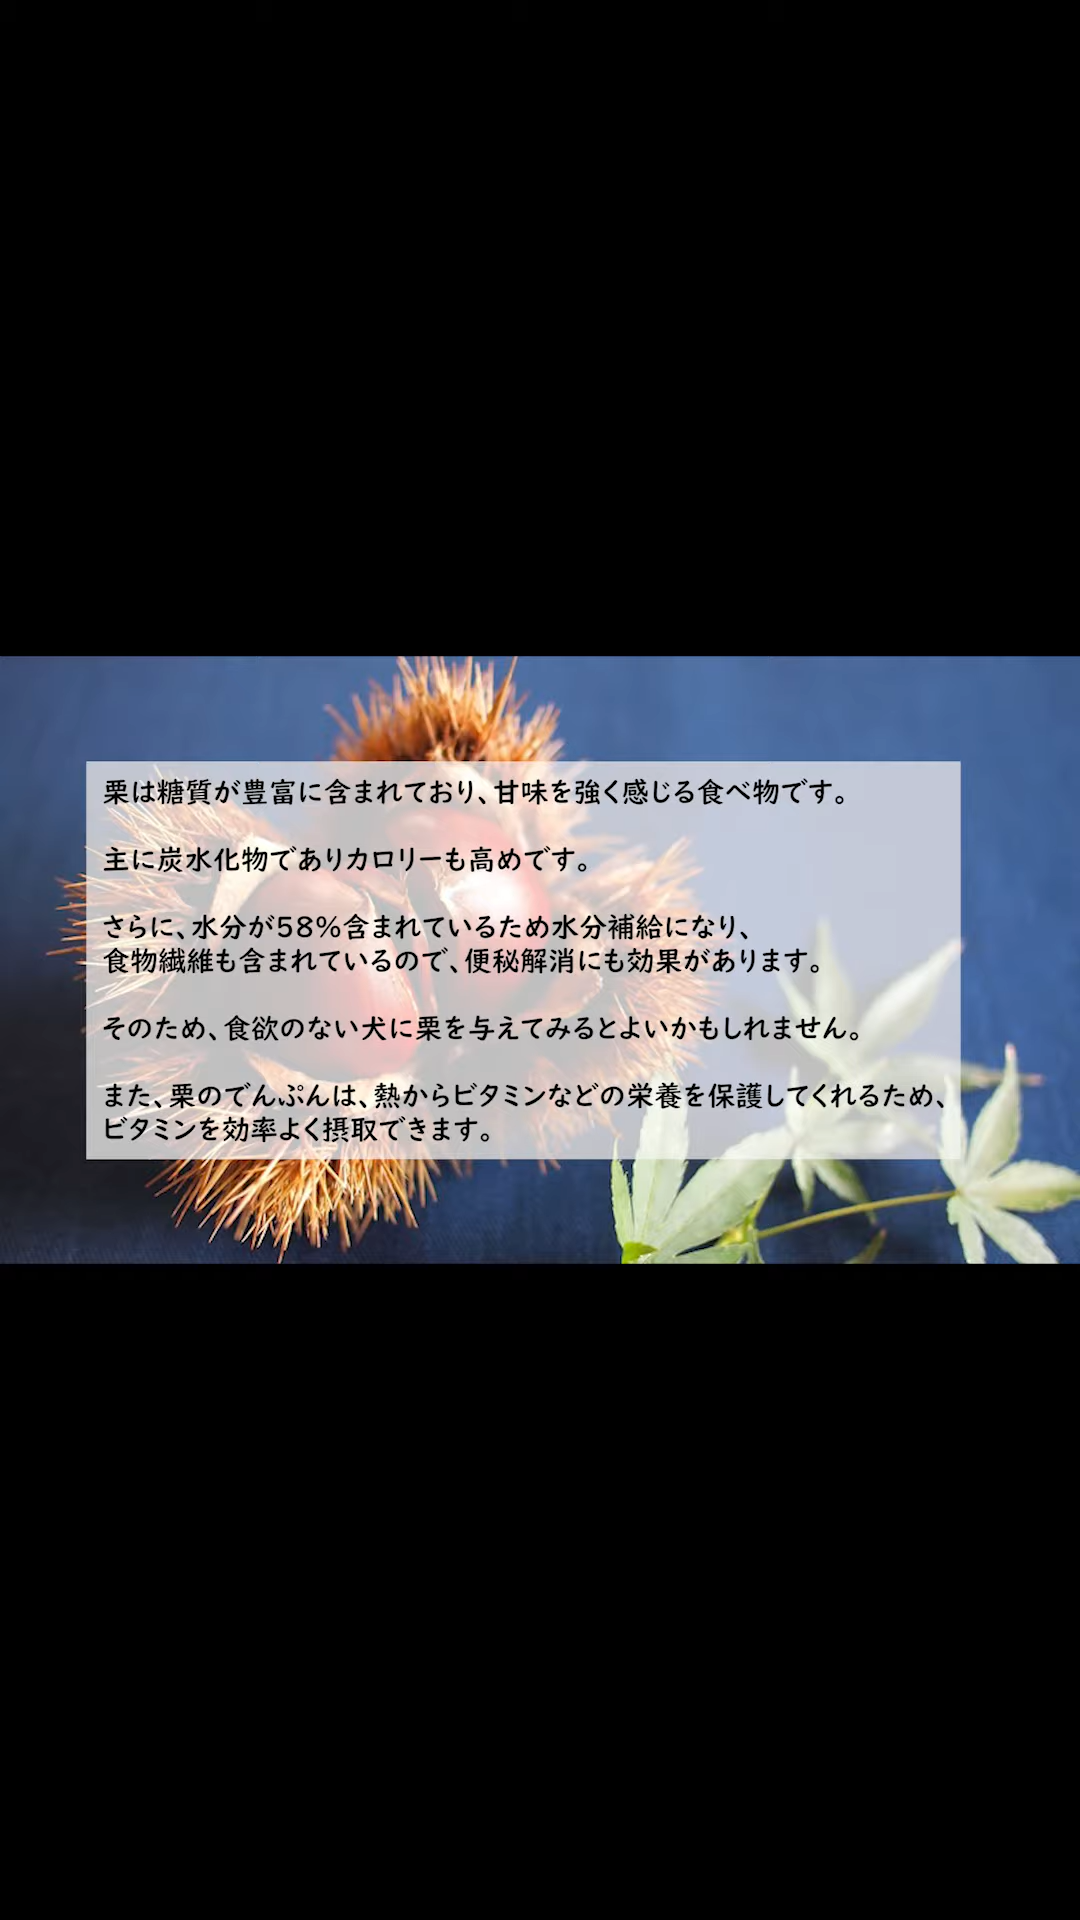 栗は糖質が豊富に含まれており、甘味を強く感じる食べ物です。
主に炭水化物でありカロリーも高めです。
さらに、水分が58%含まれているため水分補給になり、
食物繊維も含まれているので、便秘解消にも効果があります。
そのため、食欲のない犬に栗を与えてみるとよいかもしれません。
また、栗のでんぷんは、熱からビタミンなどの栄養を保護してくれるため、
ビタミンを効率よく摂取できます。